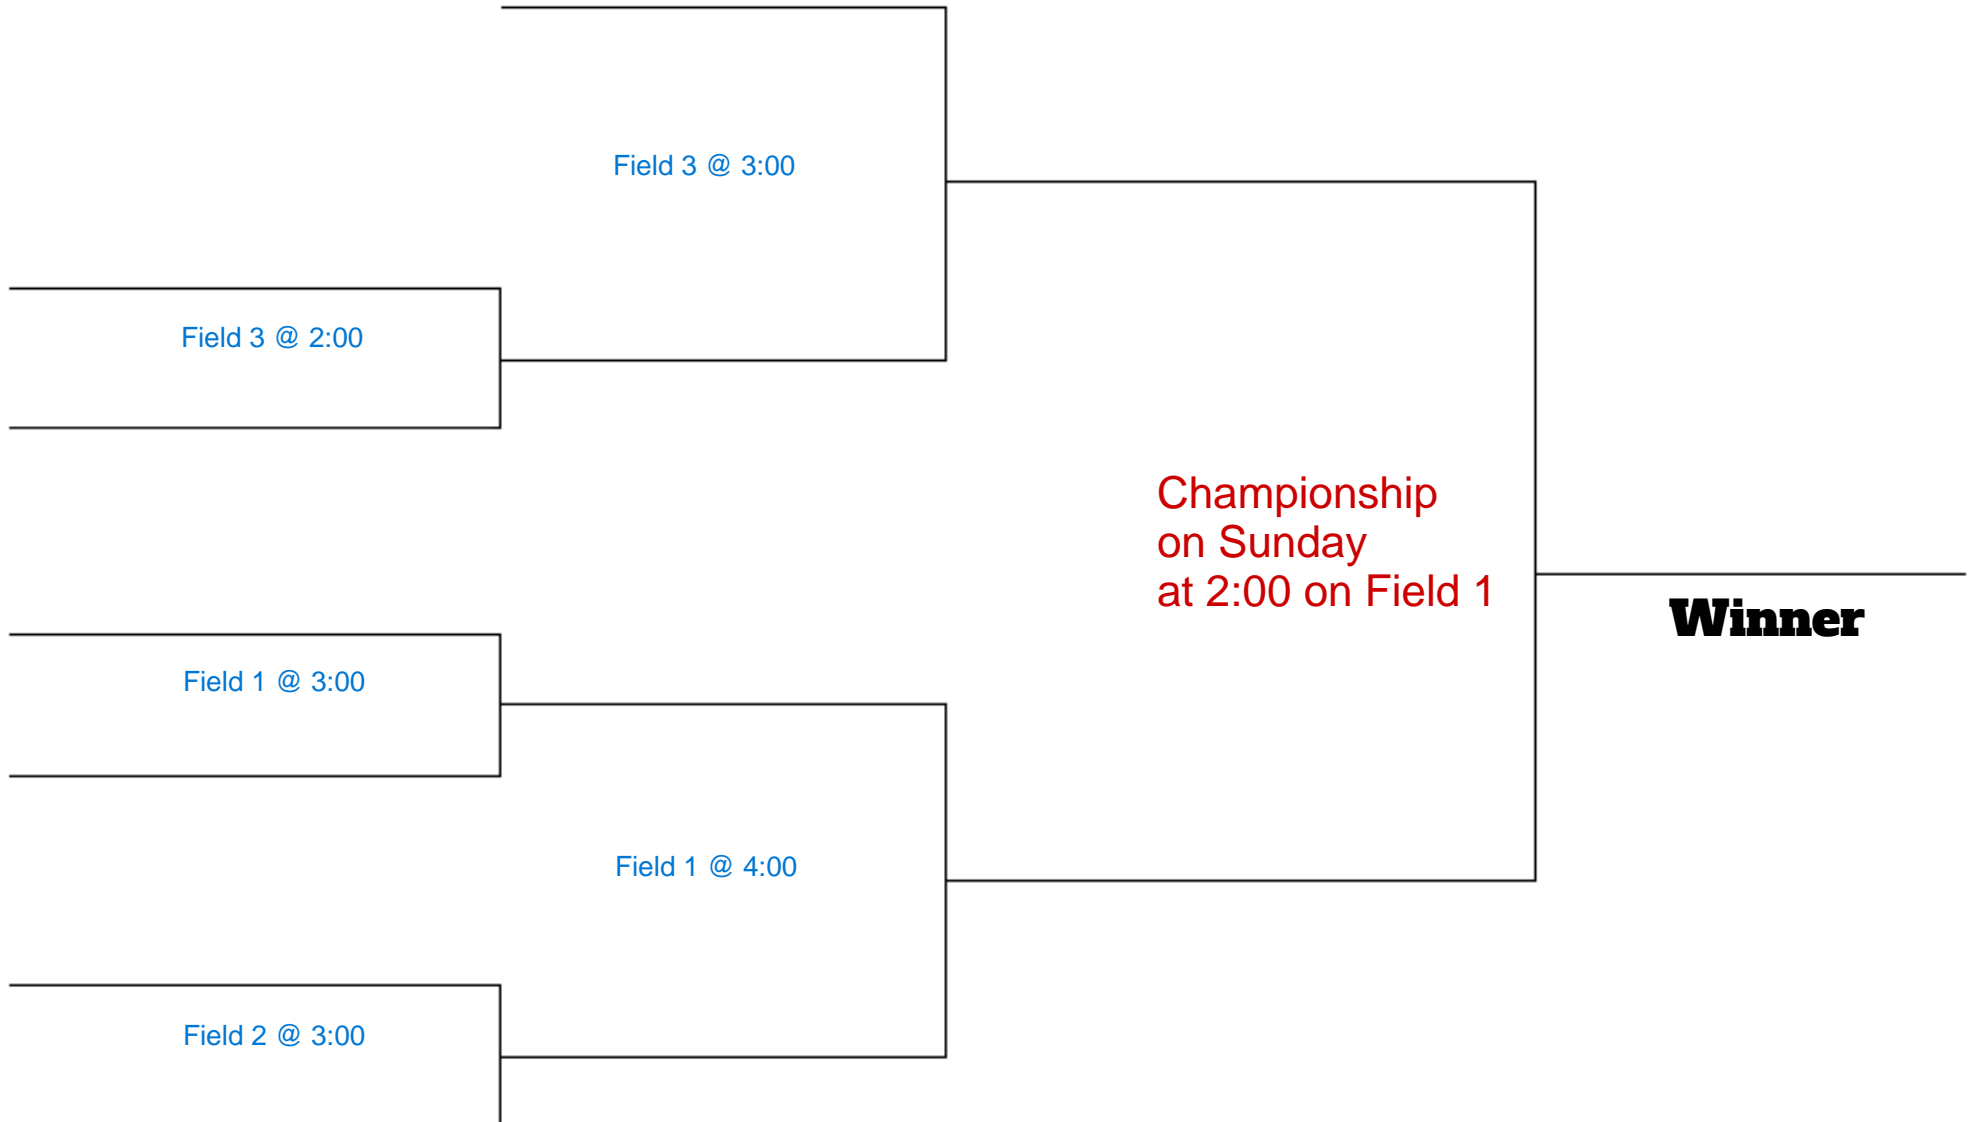 Field 3 @ 3:00
Field 3 @ 2:00
Championship
on Sunday
at 2:00 on Field 1
Winner
Field 1 @ 3:00
Field 1 @ 4:00
Field 2 @ 3:00